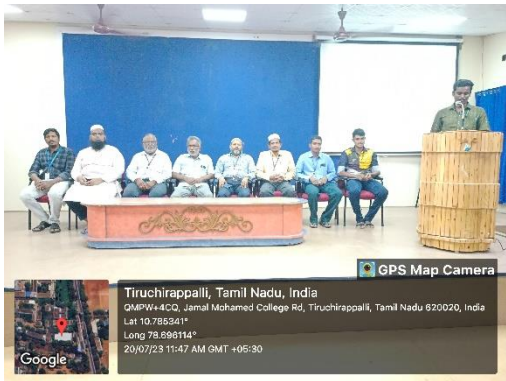 GPS Map Camera
Tiruchirappalli, Tamil Nadu, India
QMPW+4CQ, Jamal Mohamed College Rd, Tiruchirappalli, Tamil Nadu 620020, India
Lat 10.785341°
Long 78.696114°
20/07/23 11:47 AM GMT +05:30
Google